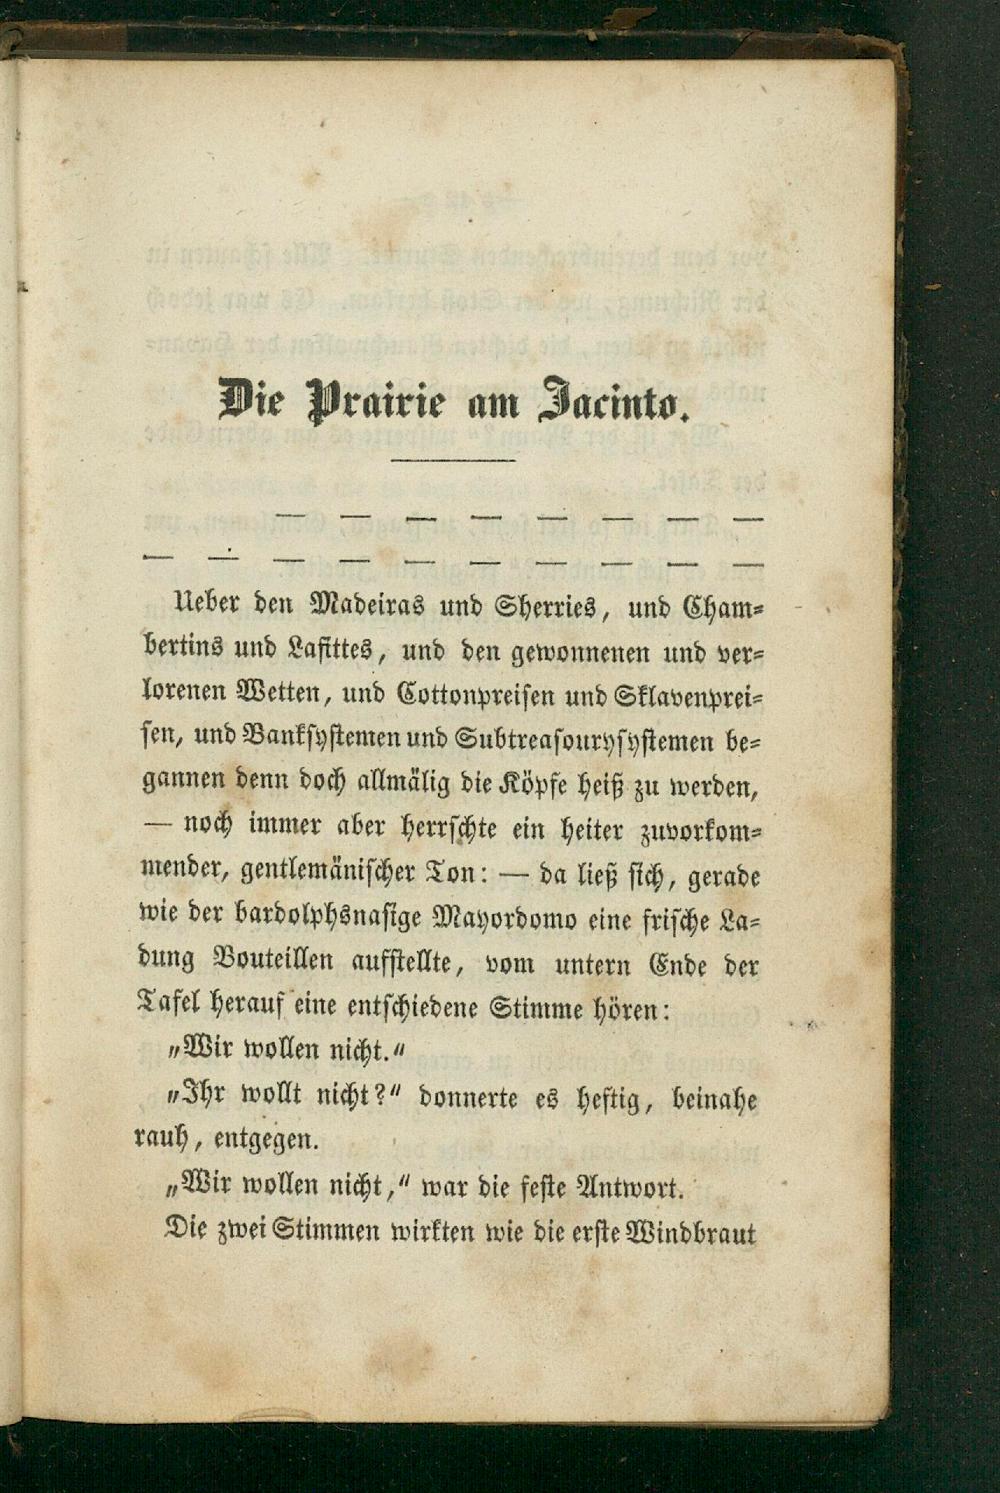 Die Prairie am Jacinto.
— — — — — — — —
— — — — — — — — — —
Ueber den Madeiras und Sherries, und Cham-
bertins und Lafittes, und den gewonnenen und ver-
lorenen Wetten, und Cottonpreisen und Sklavenprei-
sen, und Banksystemen und Subtreasourysystemen be-
gannen denn doch allmälig die Köpfe heiß zu werden,
— noch immer aber herrschte ein heiter zuvorkom-
mender, gentlemänischer Ton: — da ließ sich, gerade
wie der bardolphsnasige Mayordomo eine frische La-
dung Bouteillen aufstellte, vom untern Ende der
Tafel herauf eine entschiedene Stimme hören:
„Wir wollen nicht.“
„Ihr wollt nicht?“ donnerte es heftig, beinahe
rauh, entgegen.
„Wir wollen nicht,“ war die feste Antwort.
Die zwei Stimmen wirkten wie die erste Windbraut